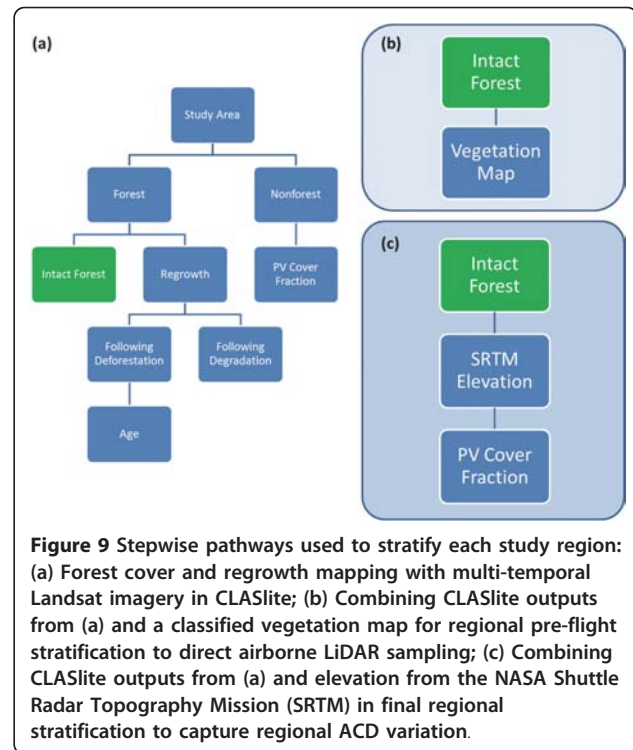 (a)
Study Area
Forest
Nonforest
Intact Forest
Regrowth
PV Cover
Fraction
Following
Deforestation
Following
Degradation
Age
(b)
Intact
Forest
Vegetation
Map
(c)
Intact
Forest
SRTM
Elevation
PV Cover
Fraction
Figure 9 Stepwise pathways used to stratify each study region:
(a) Forest cover and regrowth mapping with multi-temporal
Landsat imagery in CLASlite; (b) Combining CLASlite outputs
from (a) and a classified vegetation map for regional pre-flight
stratification to direct airborne LiDAR sampling; (c) Combining
CLASlite outputs from (a) and elevation from the NASA Shuttle
Radar Topography Mission (SRTM) in final regional
stratification to capture regional ACD variation.